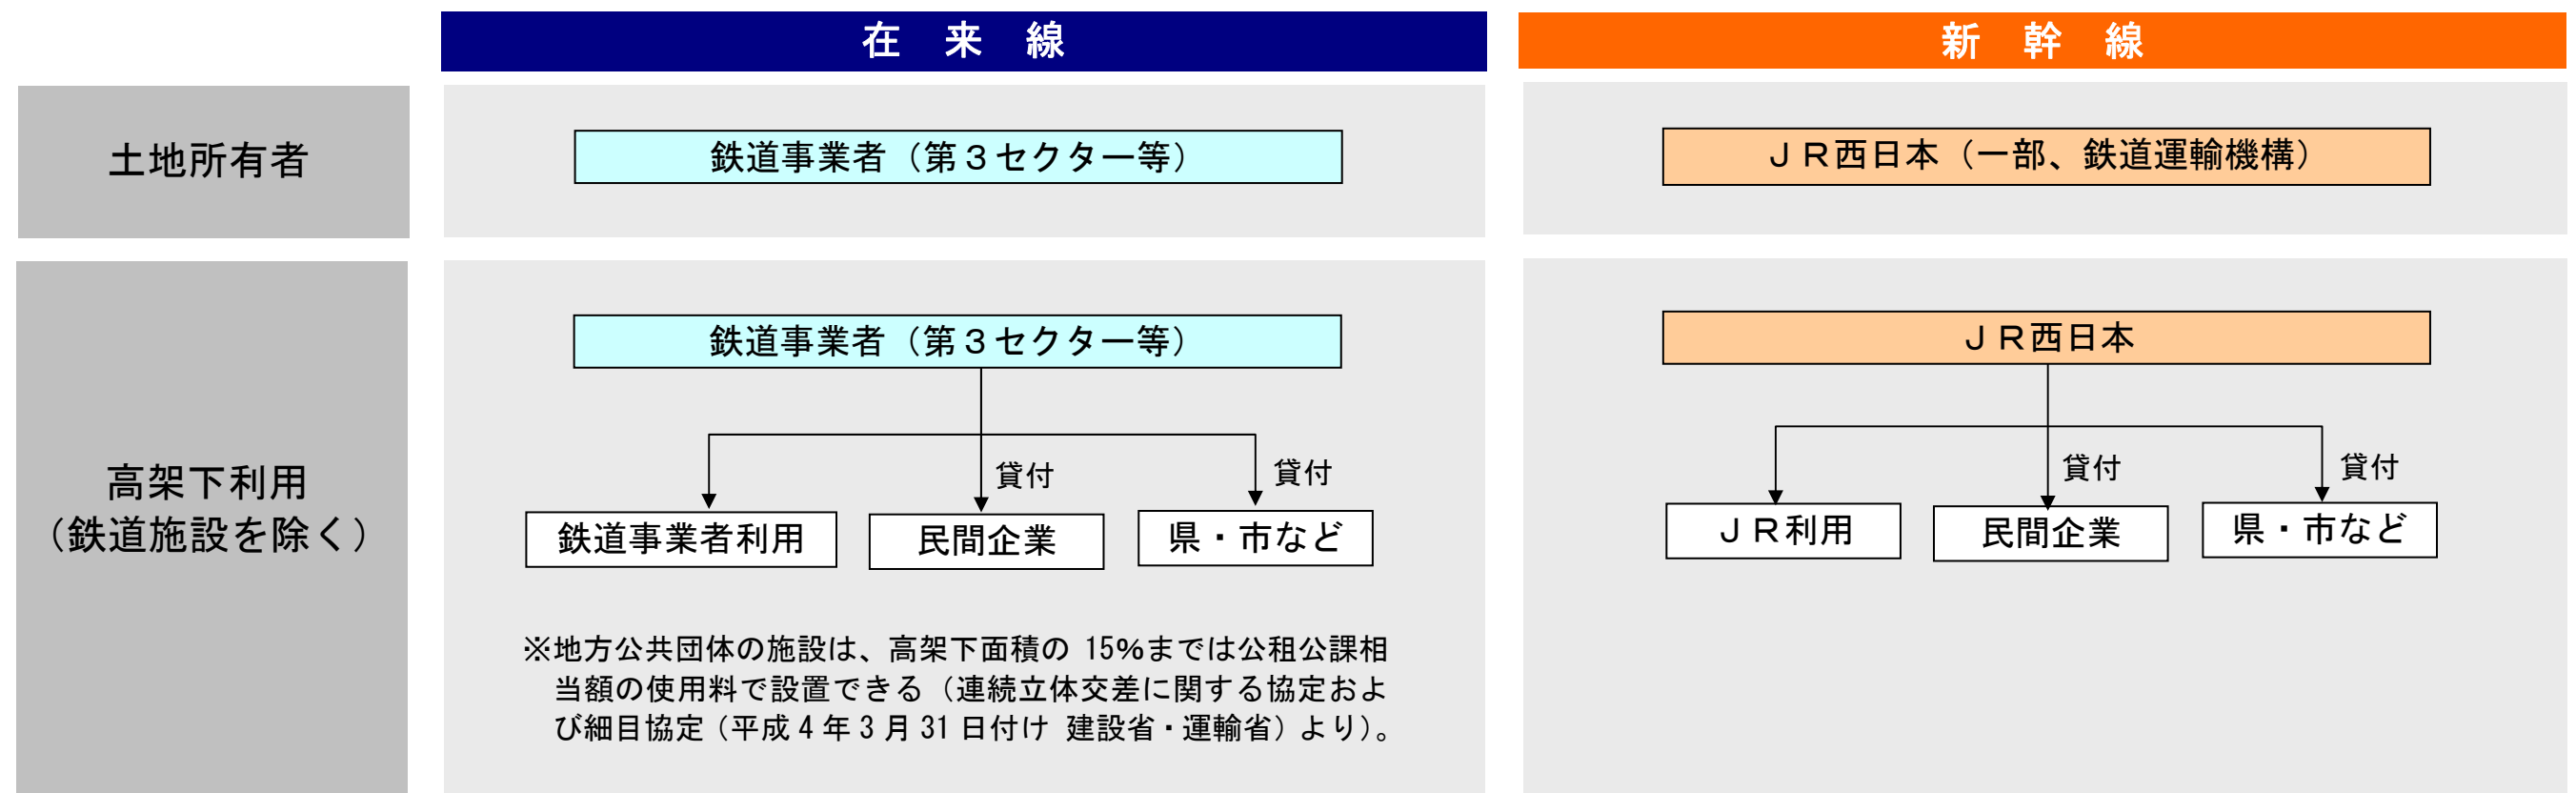 在　来　線
新　幹　線
土地所有者
鉄道事業者（第３セクター等）
ＪＲ西日本（一部、鉄道運輸機構）
高架下利用
（鉄道施設を除く）
鉄道事業者（第３セクター等）
貸付
貸付
鉄道事業者利用
民間企業
県・市など
※地方公共団体の施設は、高架下面積の 15%までは公租公課相
当額の使用料で設置できる（連続立体交差に関する協定およ
び細目協定（平成４年３月31日付け 建設省・運輸省）より）。
ＪＲ西日本
貸付
貸付
ＪＲ利用
民間企業
県・市など